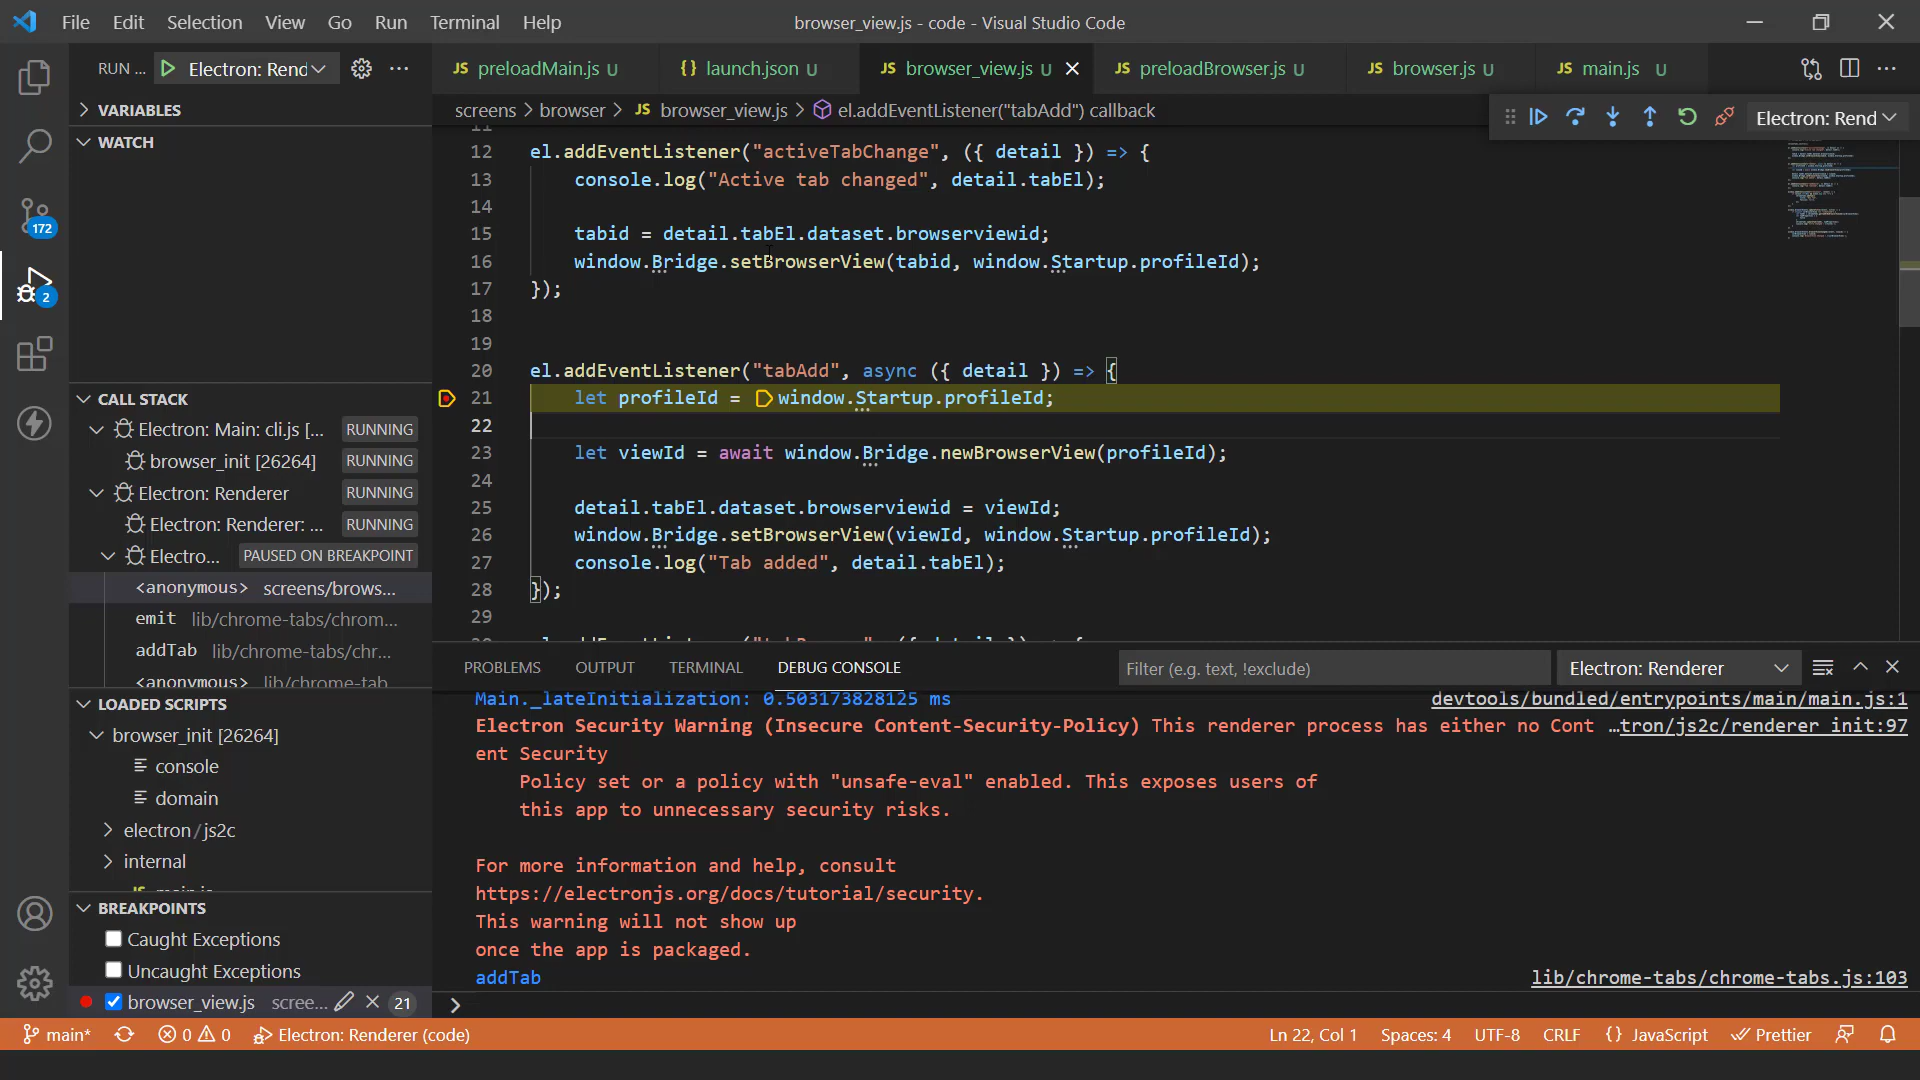 File Edit Selection View Go Run Terminal Help
browser_view.js - code - Visual Studio Code
RUN ... Electron: Rend
preloadMain.js U
launch.json U
browser_view.js U
preloadBrowser.js U
browser.js U
main.js U
screens > browser > JS browser_view.js > el.addEventListener("tabAdd") callback
Electron: Rend
VARIABLES
WATCH
CALL STACK
Electron: Main: cli.js [... RUNNING
browser_init [26264] RUNNING
Electron: Renderer RUNNING
Electron: Renderer: ... RUNNING
Electro... PAUSED ON BREAKPOINT
<anonymous> screens/brows...
emit lib/chrome-tabs/chrom...
addTab lib/chrome-tabs/chr...
<anonymous> lib/chrome-tab
LOADED SCRIPTS
browser_init [26264]
console
domain
electron/js2c
internal
JS main.js
BREAKPOINTS
Caught Exceptions
Uncaught Exceptions
browser_view.js scree... 21
11
12 el.addEventListener("activeTabChange", ({ detail }) => {
13 console.log("Active tab changed", detail.tabEl);
14
15 tabid = detail.tabEl.dataset.browserviewid;
16 window.Bridge.setBrowserView(tabid, window.Startup.profileId);
17 });
18
19
20 el.addEventListener("tabAdd", async ({ detail }) => {
21 let profileId = window.Startup.profileId;
22
23 let viewId = await window.Bridge.newBrowserView(profileId);
24
25 detail.tabEl.dataset.browserviewid = viewId;
26 window.Bridge.setBrowserView(viewId, window.Startup.profileId);
27 console.log("Tab added", detail.tabEl);
28 });
29
PROBLEMS OUTPUT TERMINAL DEBUG CONSOLE
Filter (e.g. text, !exclude)
Electron: Renderer
Main._lateInitialization: 0.503173828125 ms devtools/bundled/entrypoints/main/main.js:1
Electron Security Warning (Insecure Content-Security-Policy) This renderer process has either no Cont …tron/js2c/renderer_init:97
ent Security
Policy set or a policy with "unsafe-eval" enabled. This exposes users of
this app to unnecessary security risks.
For more information and help, consult
https://electronjs.org/docs/tutorial/security.
This warning will not show up
once the app is packaged.
addTab lib/chrome-tabs/chrome-tabs.js:103
main* 0 0 Electron: Renderer (code)
Ln 22, Col 1 Spaces: 4 UTF-8 CRLF {} JavaScript Prettier
172
2